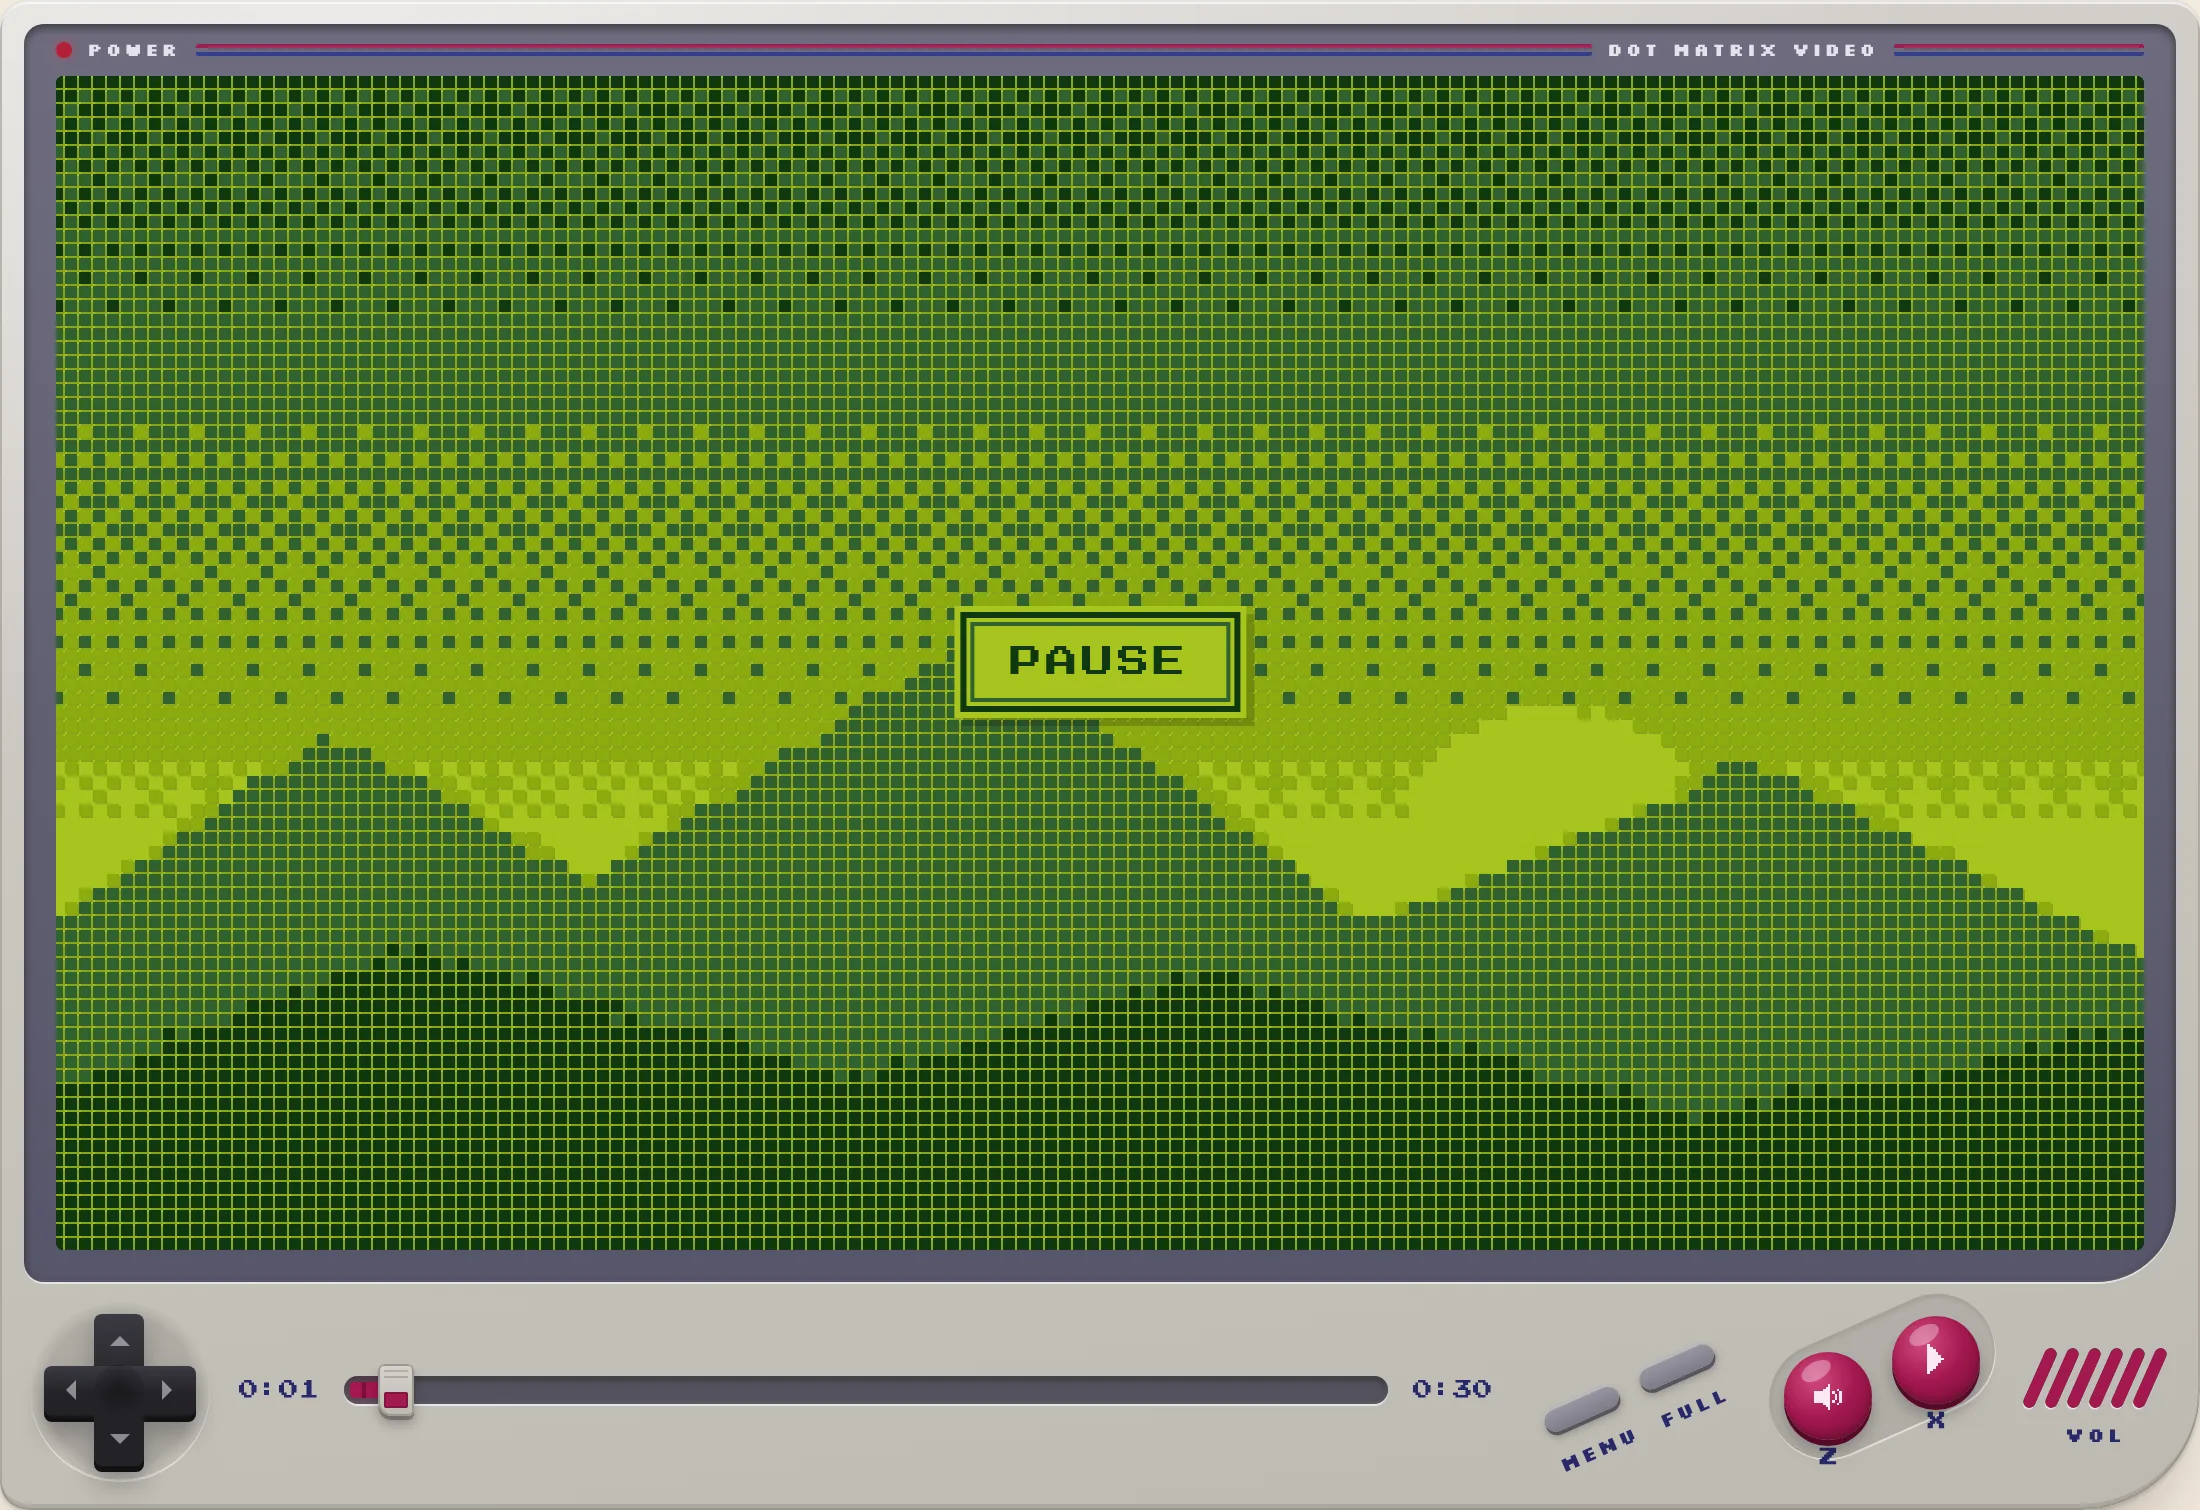 POWER
DOT MATRIX VIDEO
PAUSE
0:01
0:30
MENU
FULL
Z
X
VOL